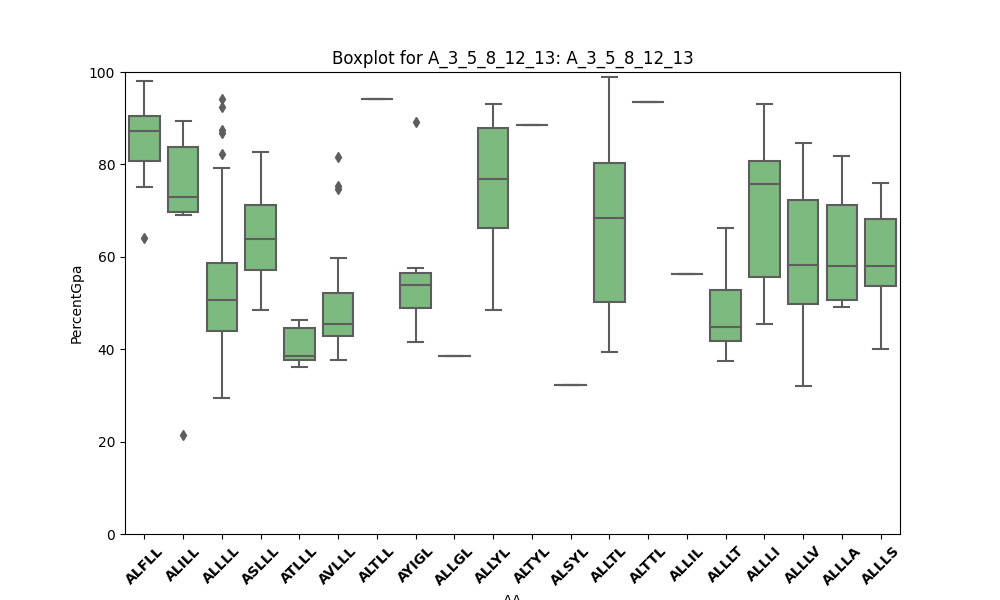 Boxplot for A_3_5_8_12_13: A_3_5_8_12_13
100
80
60
40
20
0
PercentGpa
ALFLL ALILL ALLLL ASLLL ATLLL AVLLL ALTLL AYIGL ALLGL ALLYL ALTYL ALSYL ALLTL ALTTL ALLIL ALLLT ALLLI ALLLV ALLLA ALLLS
AA